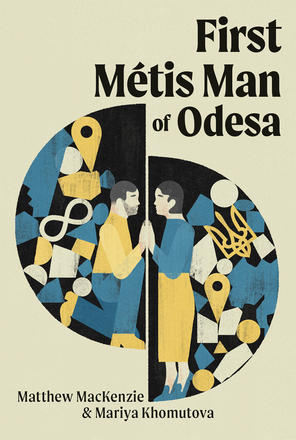 First
Métis Man
of Odesa
Matthew MacKenzie
& Mariya Khomutova